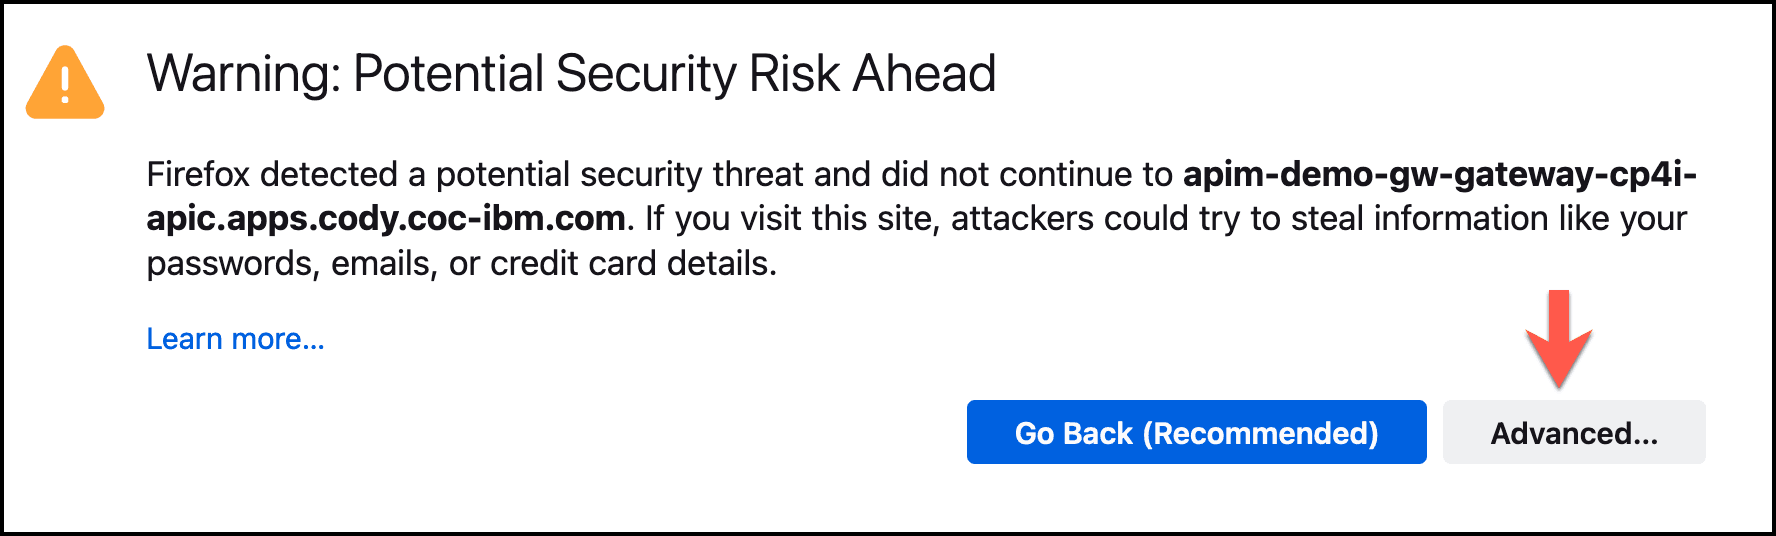 Warning: Potential Security Risk Ahead
Firefox detected a potential security threat and did not continue to apim-demo-gw-gateway-cp4i-
apic.apps.cody.coc-ibm.com. If you visit this site, attackers could try to steal information like your
passwords, emails, or credit card details.
Learn more...
Go Back (Recommended)
Advanced...